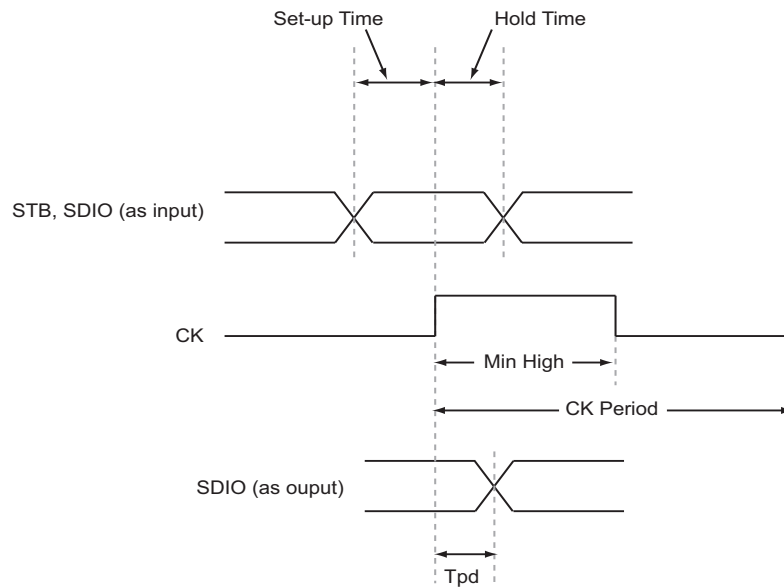 Set-up Time
Hold Time
STB, SDIO (as input)
CK
Min High
CK Period
SDIO (as ouput)
Tpd